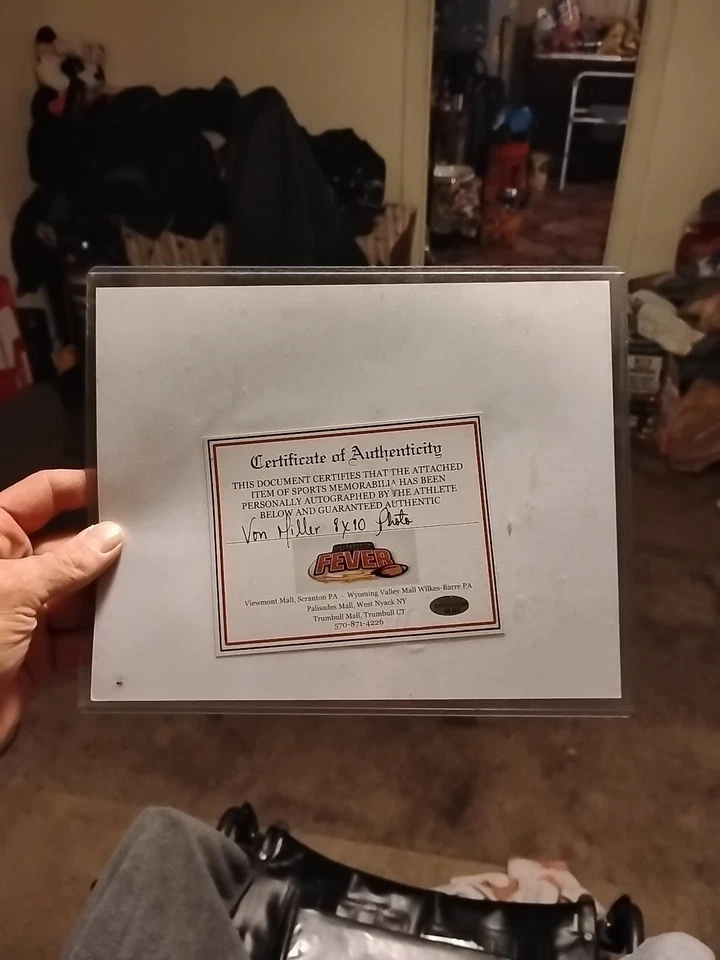 Certificate of Authenticity
THIS DOCUMENT CERTIFIES THAT THE ATTACHED
ITEM OF SPORTS MEMORABILIA HAS BEEN
PERSONALLY AUTOGRAPHED BY THE ATHLETE
BELOW AND GUARANTEED AUTHENTIC
Von Miller 8x10 Photo
FEVER
Viewmont Mall, Scranton PA – Wyoming Valley Mall Wilkes-Barre PA
Palisades Mall, West Nyack NY
Trumbull Mall, Trumbull CT
570-871-4226